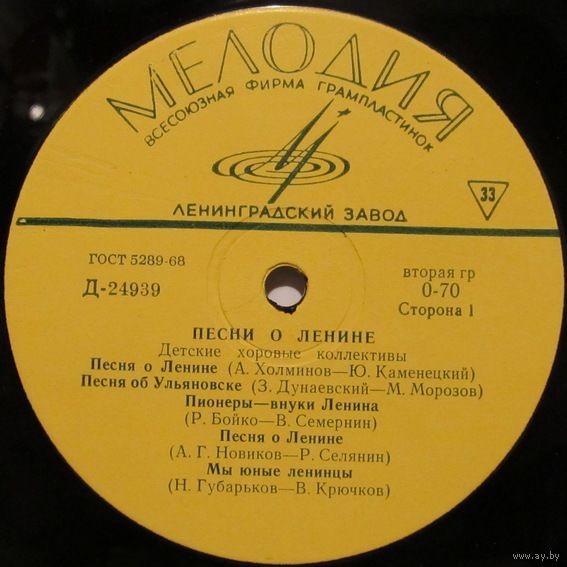 МЕЛОДИЯ
ВСЕСОЮЗНАЯ ФИРМА ГРАМПЛАСТИНОК
ЛЕНИНГРАДСКИЙ ЗАВОД
33
ГОСТ 5289-68
Д-24939
вторая гр
0-70
Сторона 1
ПЕСНИ О ЛЕНИНЕ
Детские хоровые коллективы
Песня о Ленине (А. Холминов—Ю. Каменецкий)
Песня об Ульяновске (З. Дунаевский—М. Морозов)
Пионеры—внуки Ленина
(Р. Бойко—В. Семернин)
Песня о Ленине
(А. Г. Новиков—Р. Селянин)
Мы юные ленинцы
(Н. Губарьков—В. Крючков)
www.ay.by